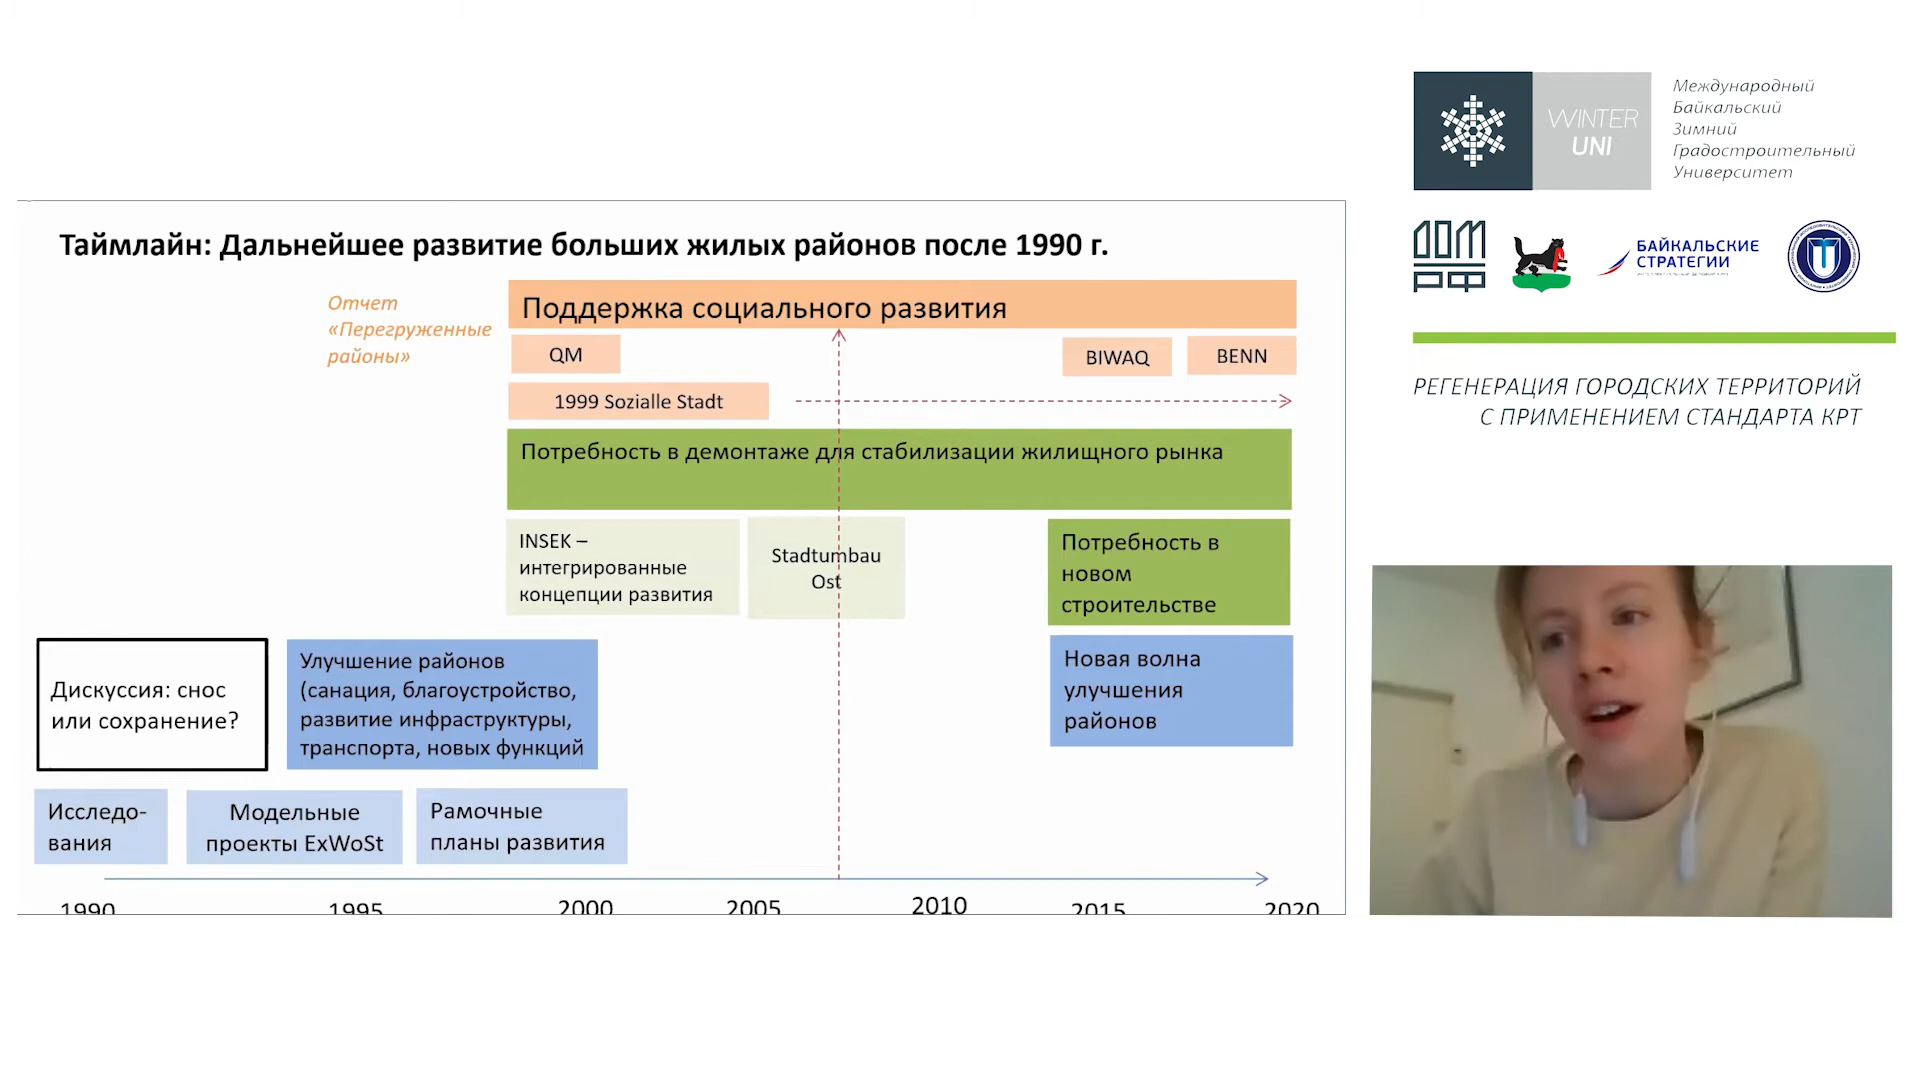 Таймлайн: Дальнейшее развитие больших жилых районов после 1990 г.
Отчет
«Перегруженные
районы»
Поддержка социального развития
QM
BIWAQ
BENN
1999 Sozialle Stadt
Потребность в демонтаже для стабилизации жилищного рынка
INSEK –
интегрированные
концепции развития
Stadtumbau
Ost
Потребность в
новом
строительстве
Дискуссия: снос
или сохранение?
Улучшение районов
(санация, благоустройство,
развитие инфраструктуры,
транспорта, новых функций
Новая волна
улучшения
районов
Исследо-
вания
Модельные
проекты ExWoSt
Рамочные
планы развития
1990
1995
2000
2005
2010
2015
2020
WINTER
UNI
Международный
Байкальский
Зимний
Градостроительный
Университет
ДОМ
РФ
БАЙКАЛЬСКИЕ
СТРАТЕГИИ
РЕГЕНЕРАЦИЯ ГОРОДСКИХ ТЕРРИТОРИЙ
С ПРИМЕНЕНИЕМ СТАНДАРТА КРТ